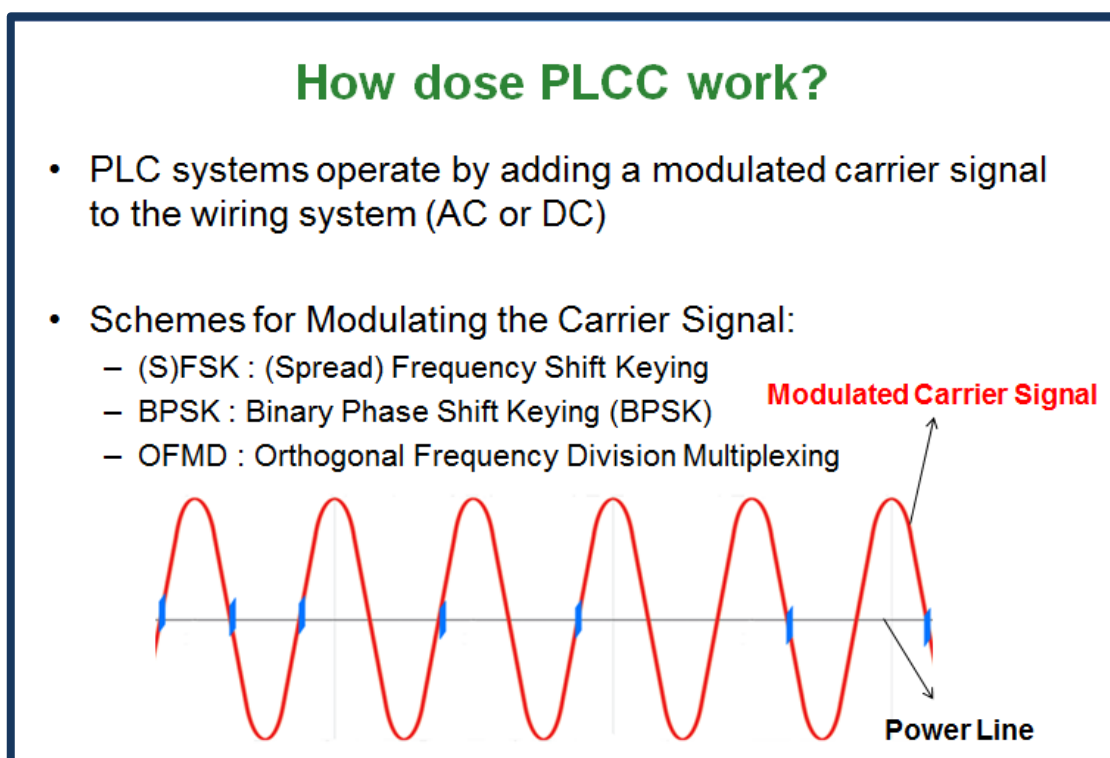 How dose PLCC work?
• PLC systems operate by adding a modulated carrier signal
to the wiring system (AC or DC)
• Schemes for Modulating the Carrier Signal:
– (S)FSK : (Spread) Frequency Shift Keying
– BPSK : Binary Phase Shift Keying (BPSK)
– OFMD : Orthogonal Frequency Division Multiplexing
Modulated Carrier Signal
Power Line